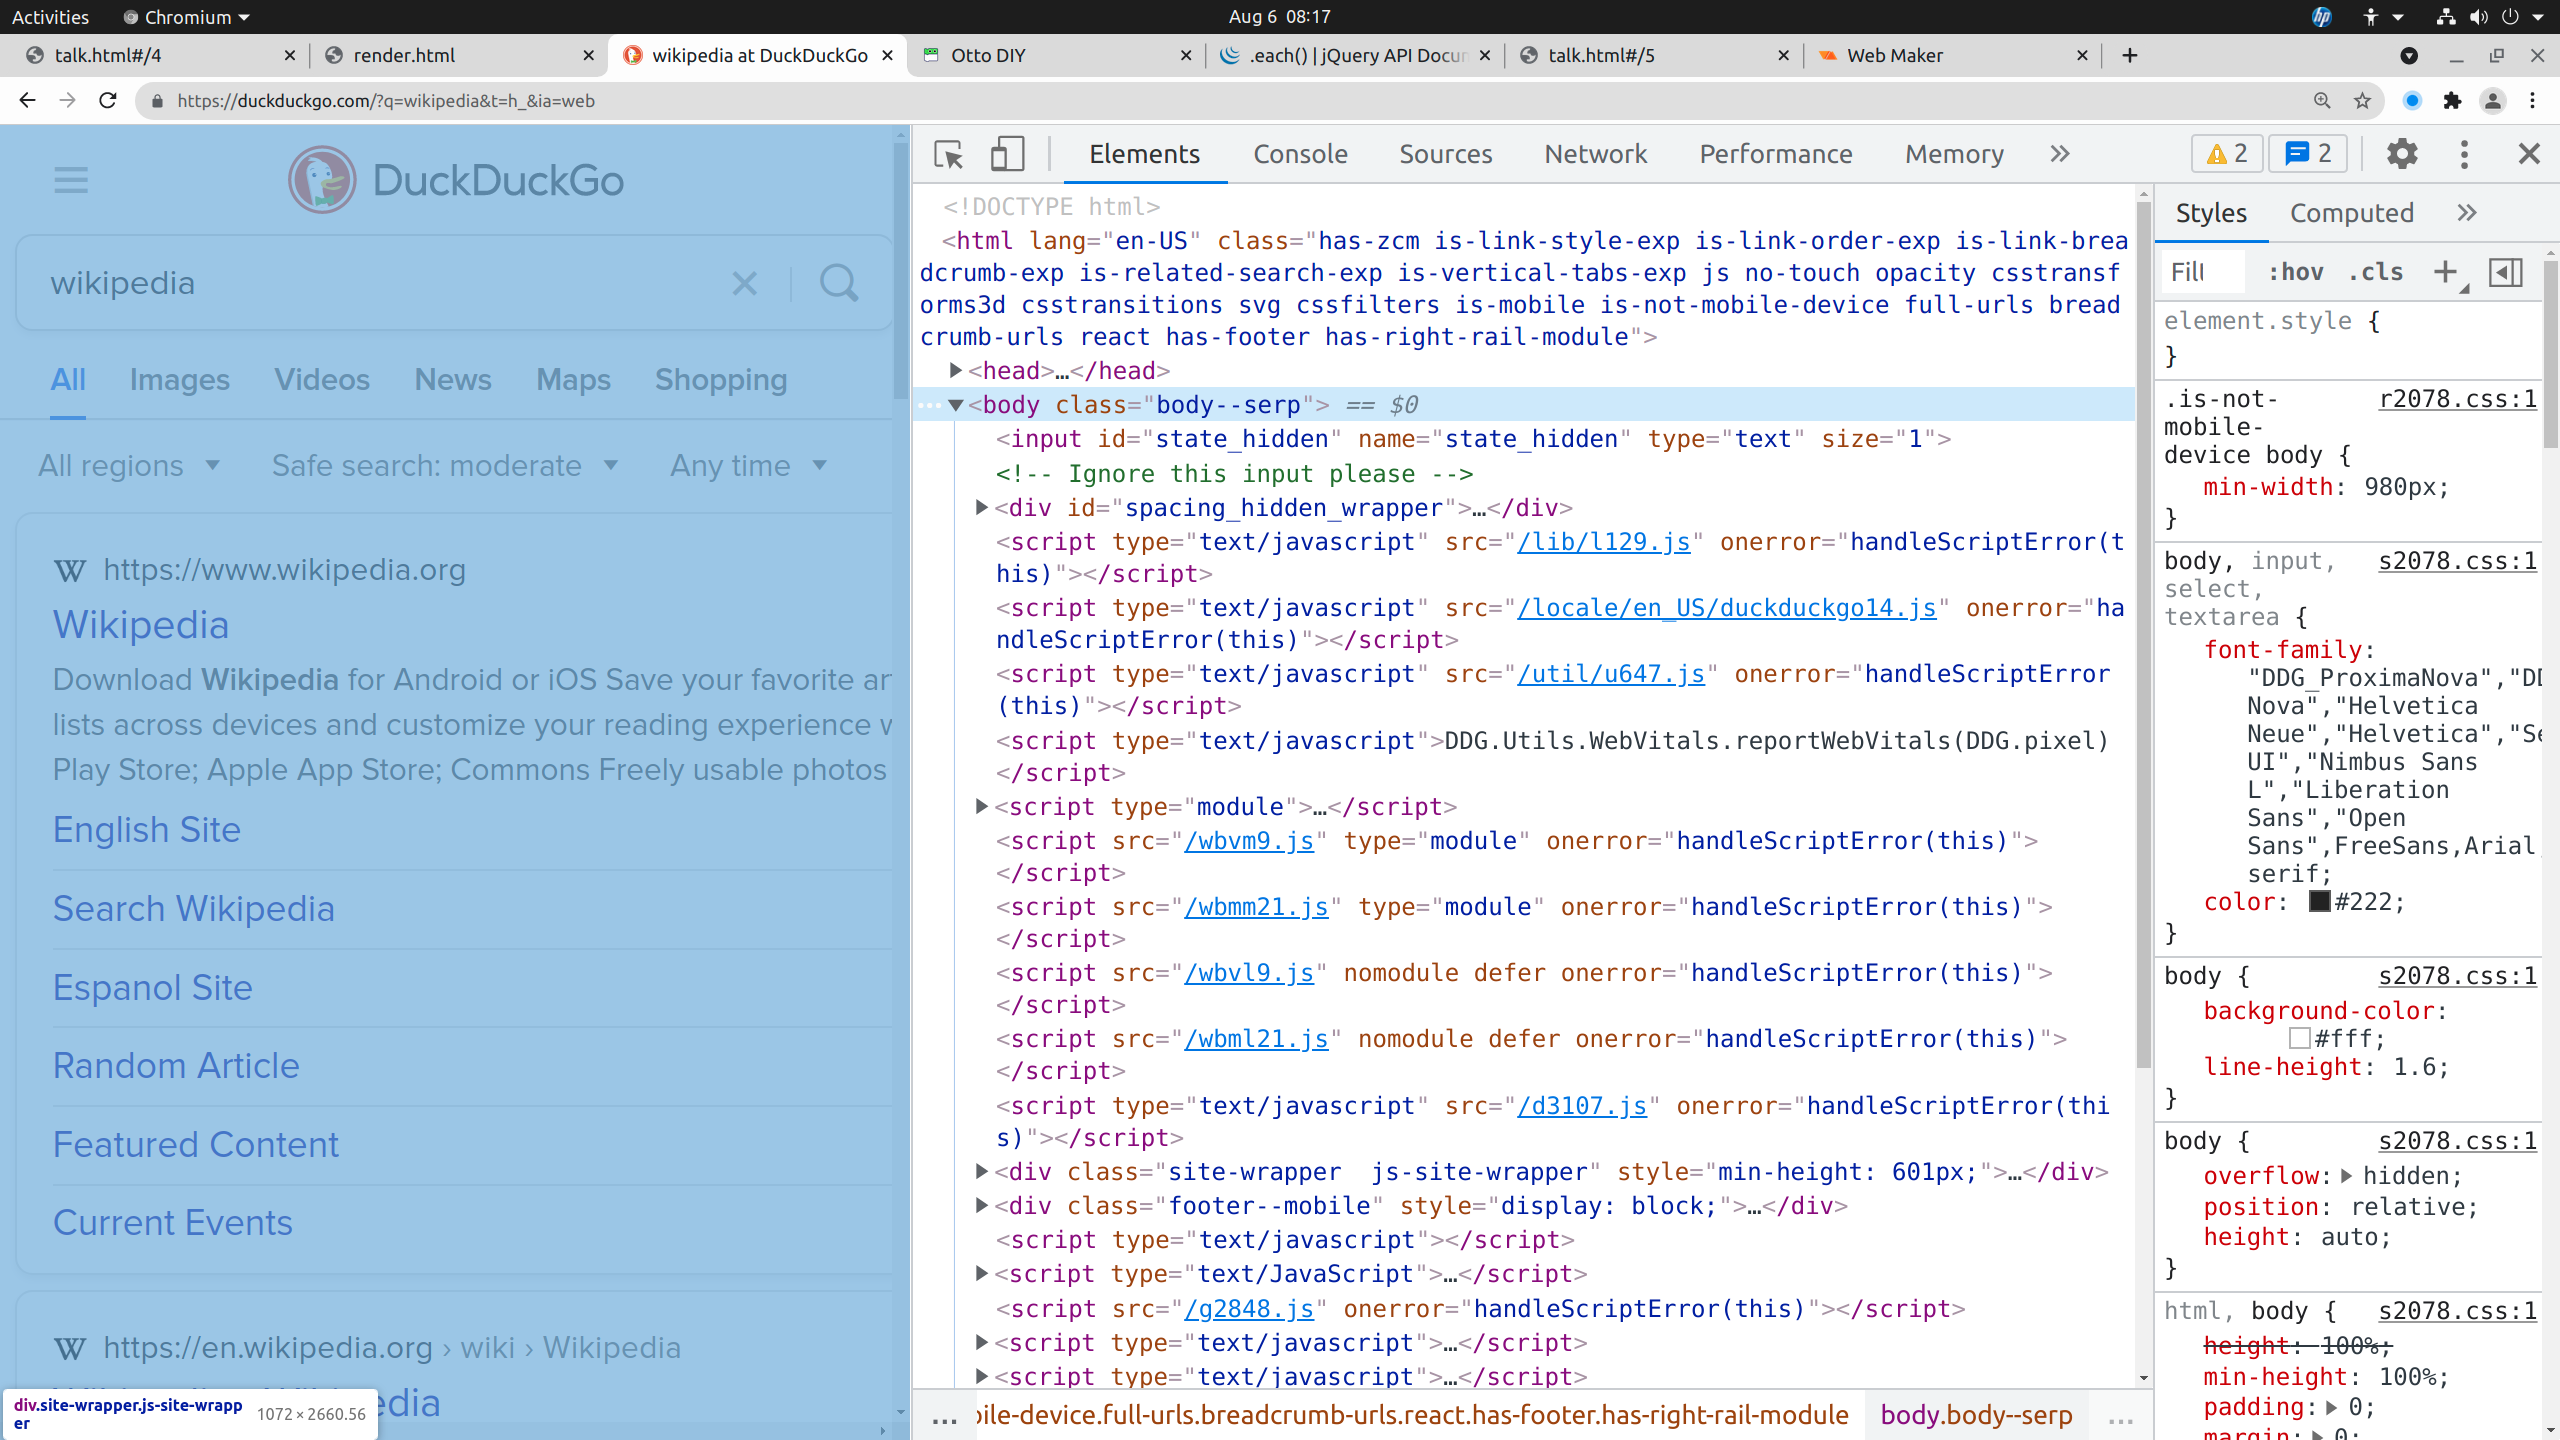 Activities
Chromium
Aug 6 08:17
talk.html#/4
render.html
wikipedia at DuckDuckGo
Otto DIY
.each() | jQuery API Docum
talk.html#/5
Web Maker
https://duckduckgo.com/?q=wikipedia&t=h_&ia=web
DuckDuckGo
wikipedia
All Images Videos News Maps Shopping
All regions Safe search: moderate Any time
W https://www.wikipedia.org
Wikipedia
Download Wikipedia for Android or iOS Save your favorite ar
lists across devices and customize your reading experience w
Play Store; Apple App Store; Commons Freely usable photos
English Site
Search Wikipedia
Espanol Site
Random Article
Featured Content
Current Events
W https://en.wikipedia.org › wiki › Wikipedia
div.site-wrapper.js-site-wrapp
er
1072 × 2660.56
Elements Console Sources Network Performance Memory » 2 2
<!DOCTYPE html>
<html lang="en-US" class="has-zcm is-link-style-exp is-link-order-exp is-link-brea
dcrumb-exp is-related-search-exp is-vertical-tabs-exp js no-touch opacity csstransf
orms3d csstransitions svg cssfilters is-mobile is-not-mobile-device full-urls bread
crumb-urls react has-footer has-right-rail-module">
<head>…</head>
<body class="body--serp"> == $0
<input id="state_hidden" name="state_hidden" type="text" size="1">
<!-- Ignore this input please -->
<div id="spacing_hidden_wrapper">…</div>
<script type="text/javascript" src="/lib/l129.js" onerror="handleScriptError(t
his)"></script>
<script type="text/javascript" src="/locale/en_US/duckduckgo14.js" onerror="ha
ndleScriptError(this)"></script>
<script type="text/javascript" src="/util/u647.js" onerror="handleScriptError
(this)"></script>
<script type="text/javascript">DDG.Utils.WebVitals.reportWebVitals(DDG.pixel)
</script>
<script type="module">…</script>
<script src="/wbvm9.js" type="module" onerror="handleScriptError(this)">
</script>
<script src="/wbmm21.js" type="module" onerror="handleScriptError(this)">
</script>
<script src="/wbvl9.js" nomodule defer onerror="handleScriptError(this)">
</script>
<script src="/wbml21.js" nomodule defer onerror="handleScriptError(this)">
</script>
<script type="text/javascript" src="/d3107.js" onerror="handleScriptError(thi
s)"></script>
<div class="site-wrapper  js-site-wrapper" style="min-height: 601px;">…</div>
<div class="footer--mobile" style="display: block;">…</div>
<script type="text/javascript"></script>
<script type="text/JavaScript">…</script>
<script src="/g2848.js" onerror="handleScriptError(this)"></script>
<script type="text/javascript">…</script>
<script type="text/javascript">…</script>
… bile-device.full-urls.breadcrumb-urls.react.has-footer.has-right-rail-module body.body--serp …
Styles Computed »
:hov .cls +
element.style {
}
.is-not- r2078.css:1
mobile-
device body {
min-width: 980px;
}
body, input, s2078.css:1
select,
textarea {
font-family:
"DDG_ProximaNova","DD
Nova","Helvetica
Neue","Helvetica","Se
UI","Nimbus Sans
L","Liberation
Sans","Open
Sans",FreeSans,Arial,
serif;
color: #222;
}
body { s2078.css:1
background-color:
#fff;
line-height: 1.6;
}
body { s2078.css:1
overflow: hidden;
position: relative;
height: auto;
}
html, body { s2078.css:1
height: 100%;
min-height: 100%;
padding: 0;
margin: 0;